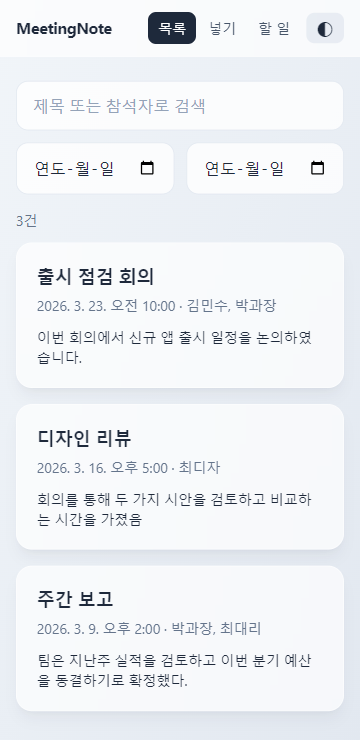 MeetingNote 목록 넣기 할 일
제목 또는 참석자로 검색
연도-월-일 연도-월-일
3건
출시 점검 회의
2026. 3. 23. 오전 10:00 · 김민수, 박과장
이번 회의에서 신규 앱 출시 일정을 논의하였
습니다.
디자인 리뷰
2026. 3. 16. 오후 5:00 · 최디자
회의를 통해 두 가지 시안을 검토하고 비교하
는 시간을 가졌음
주간 보고
2026. 3. 9. 오후 2:00 · 박과장, 최대리
팀은 지난주 실적을 검토하고 이번 분기 예산
을 동결하기로 확정했다.